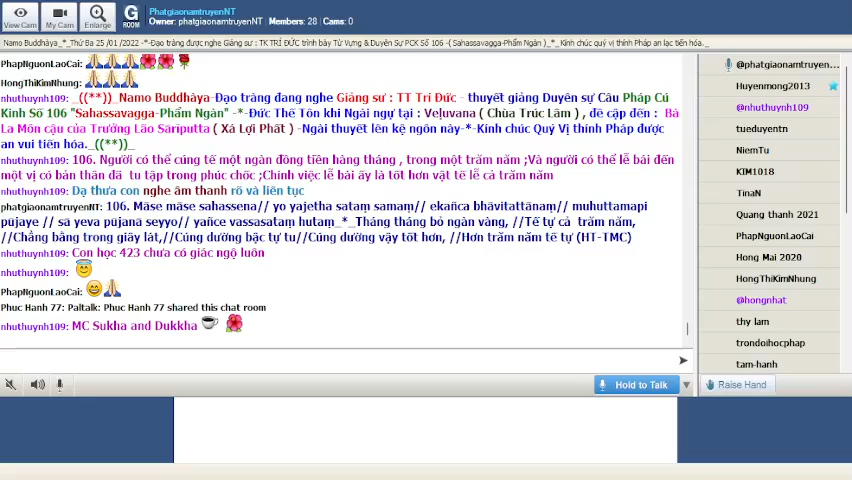 View Cam
My Cam
Enlarge
G
ROOM
PhatgiaonamtruyenNT
Owner: phatgiaonamtruyenNT | Members: 28 | Cams: 0
Namo Buddhàya_*_Thứ Ba 25 /01 /2022 -*-Đạo tràng được nghe Giảng sư : TK TRÍ ĐỨC trình bày Từ Vựng & Duyên Sự PCK Số 106 -( Sahassavagga-Phẩm Ngàn )_*_Kính chúc quý vị thính Pháp an lạc tiến hóa._
PhapNguonLaoCai:
HongThiKimNhung:
nhuthuynh109: _((**))_Namo Buddhàya-Đạo tràng đang nghe Giảng sư : TT Trí Đức - thuyết giảng Duyên sự Câu Pháp Cú
Kinh Số 106 "Sahassavagga-Phẩm Ngàn" -*-Đức Thế Tôn khi Ngài ngự tại : Veḷuvana ( Chùa Trúc Lâm ) , đề cập đến : Bà
La Môn cậu của Trưởng Lão Sāriputta ( Xá Lợi Phất ) -Ngài thuyết lên kệ ngôn này-*-Kính chúc Quý Vị thính Pháp được
an vui tiến hóa._((**))_
nhuthuynh109: 106. Người có thể cúng tế một ngàn đồng tiền hàng tháng , trong một trăm năm ;Và người có thể lễ bái đến
một vị có bản thân đã tu tập trong phúc chốc ;Chính việc lễ bái ấy là tốt hơn vật tế lễ cả trăm năm
nhuthuynh109: Dạ thưa con nghe âm thanh rõ và liên tục
phatgiaonamtruyenNT: 106. Māse māse sahassena// yo yajetha sataṃ samaṃ// ekañca bhāvitattānaṃ// muhuttamapi
pūjaye // sā yeva pūjanā seyyo// yañce vassasataṃ hutaṃ_*_Tháng tháng bỏ ngàn vàng, //Tế tự cả trăm năm,
//Chẳng bằng trong giây lát,//Cúng dường bậc tự tu//Cúng dường vậy tốt hơn, //Hơn trăm năm tế tự (HT-TMC)
nhuthuynh109: Con học 423 chưa có giác ngộ luôn
nhuthuynh109:
PhapNguonLaoCai:
Phuc Hanh 77: Paltalk: Phuc Hanh 77 shared this chat room
nhuthuynh109: MC Sukha and Dukkha
Hold to Talk
Raise Hand
@phatgiaonamtruyen...
Huyenmong2013
@nhuthuynh109
tueduyentn
NiemTu
KIM1018
TinaN
Quang thanh 2021
PhapNguonLaoCai
Hong Mai 2020
HongThiKimNhung
@hongnhat
thy lam
trondoihocphap
tam-hanh